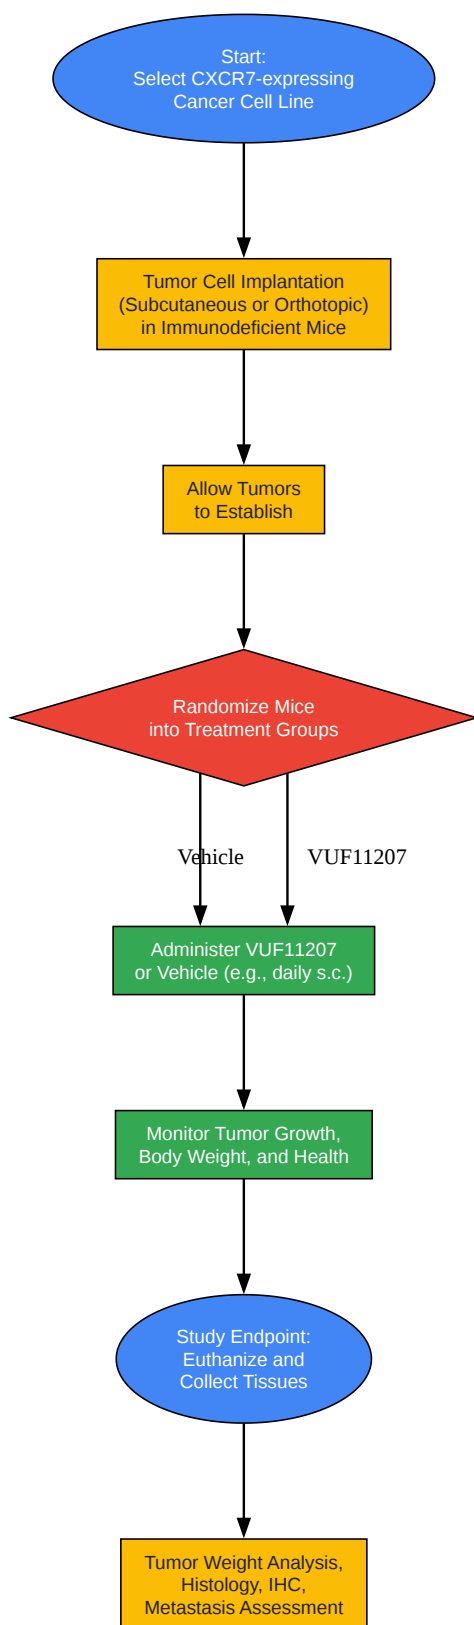 Start:
Select CXCR7-expressing
Cancer Cell Line
Tumor Cell Implantation
(Subcutaneous or Orthotopic)
in Immunodeficient Mice
Allow Tumors
to Establish
Randomize Mice
into Treatment Groups
Vehicle
VUF11207
Administer VUF11207
or Vehicle (e.g., daily s.c.)
Monitor Tumor Growth,
Body Weight, and Health
Study Endpoint:
Euthanize and
Collect Tissues
Tumor Weight Analysis,
Histology, IHC,
Metastasis Assessment